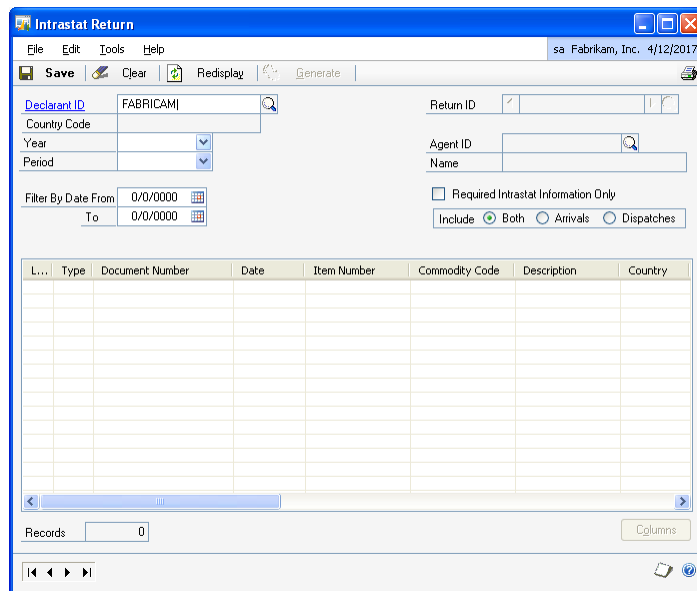 Intrastat Return
File Edit Tools Help sa Fabrikam, Inc. 4/12/2017
Save Clear Redisplay Generate
Declarant ID FABRICAM Return ID
Country Code
Year Agent ID
Period Name
Filter By Date From 0/0/0000 Required Intrastat Information Only
To 0/0/0000 Include Both Arrivals Dispatches
L... Type Document Number Date Item Number Commodity Code Description Country
Records 0 Columns